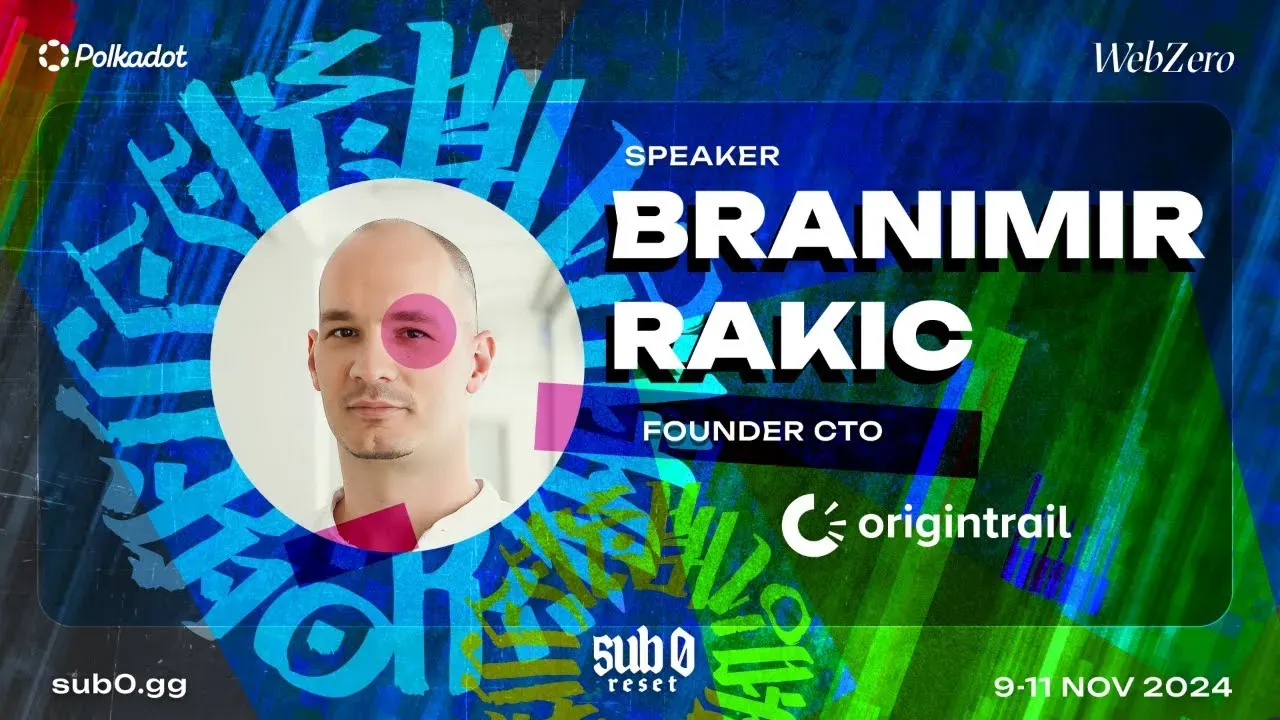 Polkadot
WebZero
SPEAKER
BRANIMIR
RAKIC
FOUNDER CTO
origintrail
sub0
reset
sub0.gg
9-11 NOV 2024